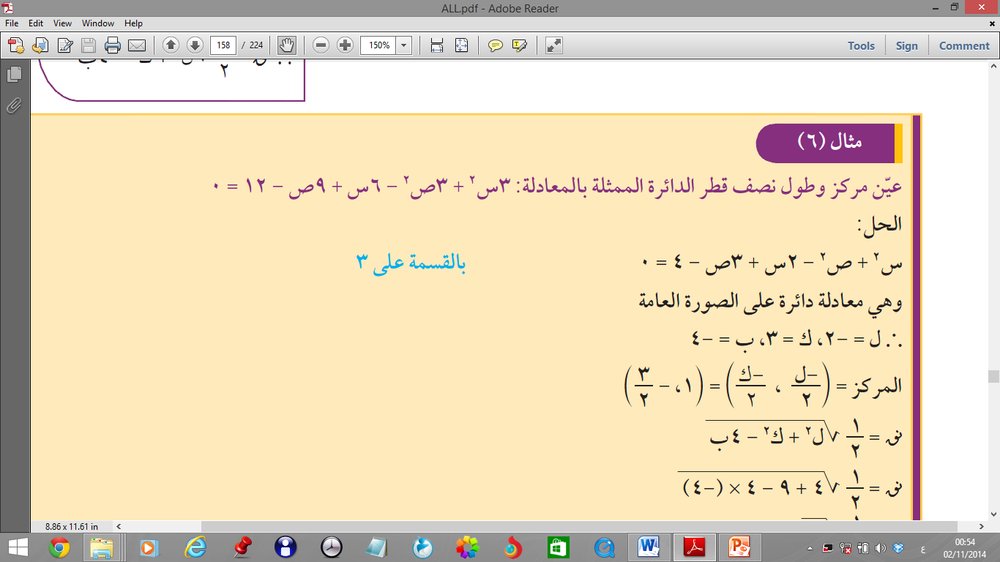 ALL.pdf - Adobe Reader
File Edit View Window Help
158 / 224 150% Tools Sign Comment
٢
مثال (٦)
عيّن مركز وطول نصف قطر الدائرة الممثلة بالمعادلة: ٣س٢ + ٣ص٢ – ٦س + ٩ص – ١٢ = ٠
الحل:
س٢ + ص٢ – ٢س + ٣ص – ٤ = ٠ بالقسمة على ٣
وهي معادلة دائرة على الصورة العامة
∴ ل = –٢، ك = ٣، ب = –٤
المركز = (–ل/٢ ، –ك/٢) = (١، – ٣/٢)
نق = ١/٢ √(ل٢ + ك٢ – ٤ب)
نق = ١/٢ √(٤ + ٩ – ٤ × (–٤))
8.86 x 11.61 in
ع 00:54
02/11/2014